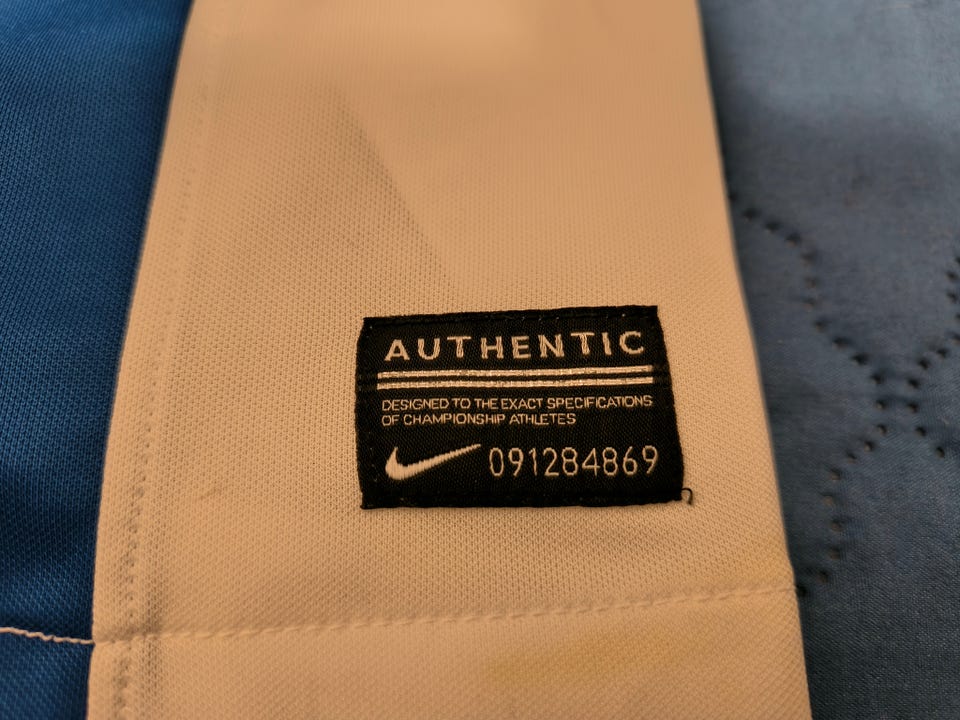 AUTHENTIC
DESIGNED TO THE EXACT SPECIFICATIONS
OF CHAMPIONSHIP ATHLETES
091284869